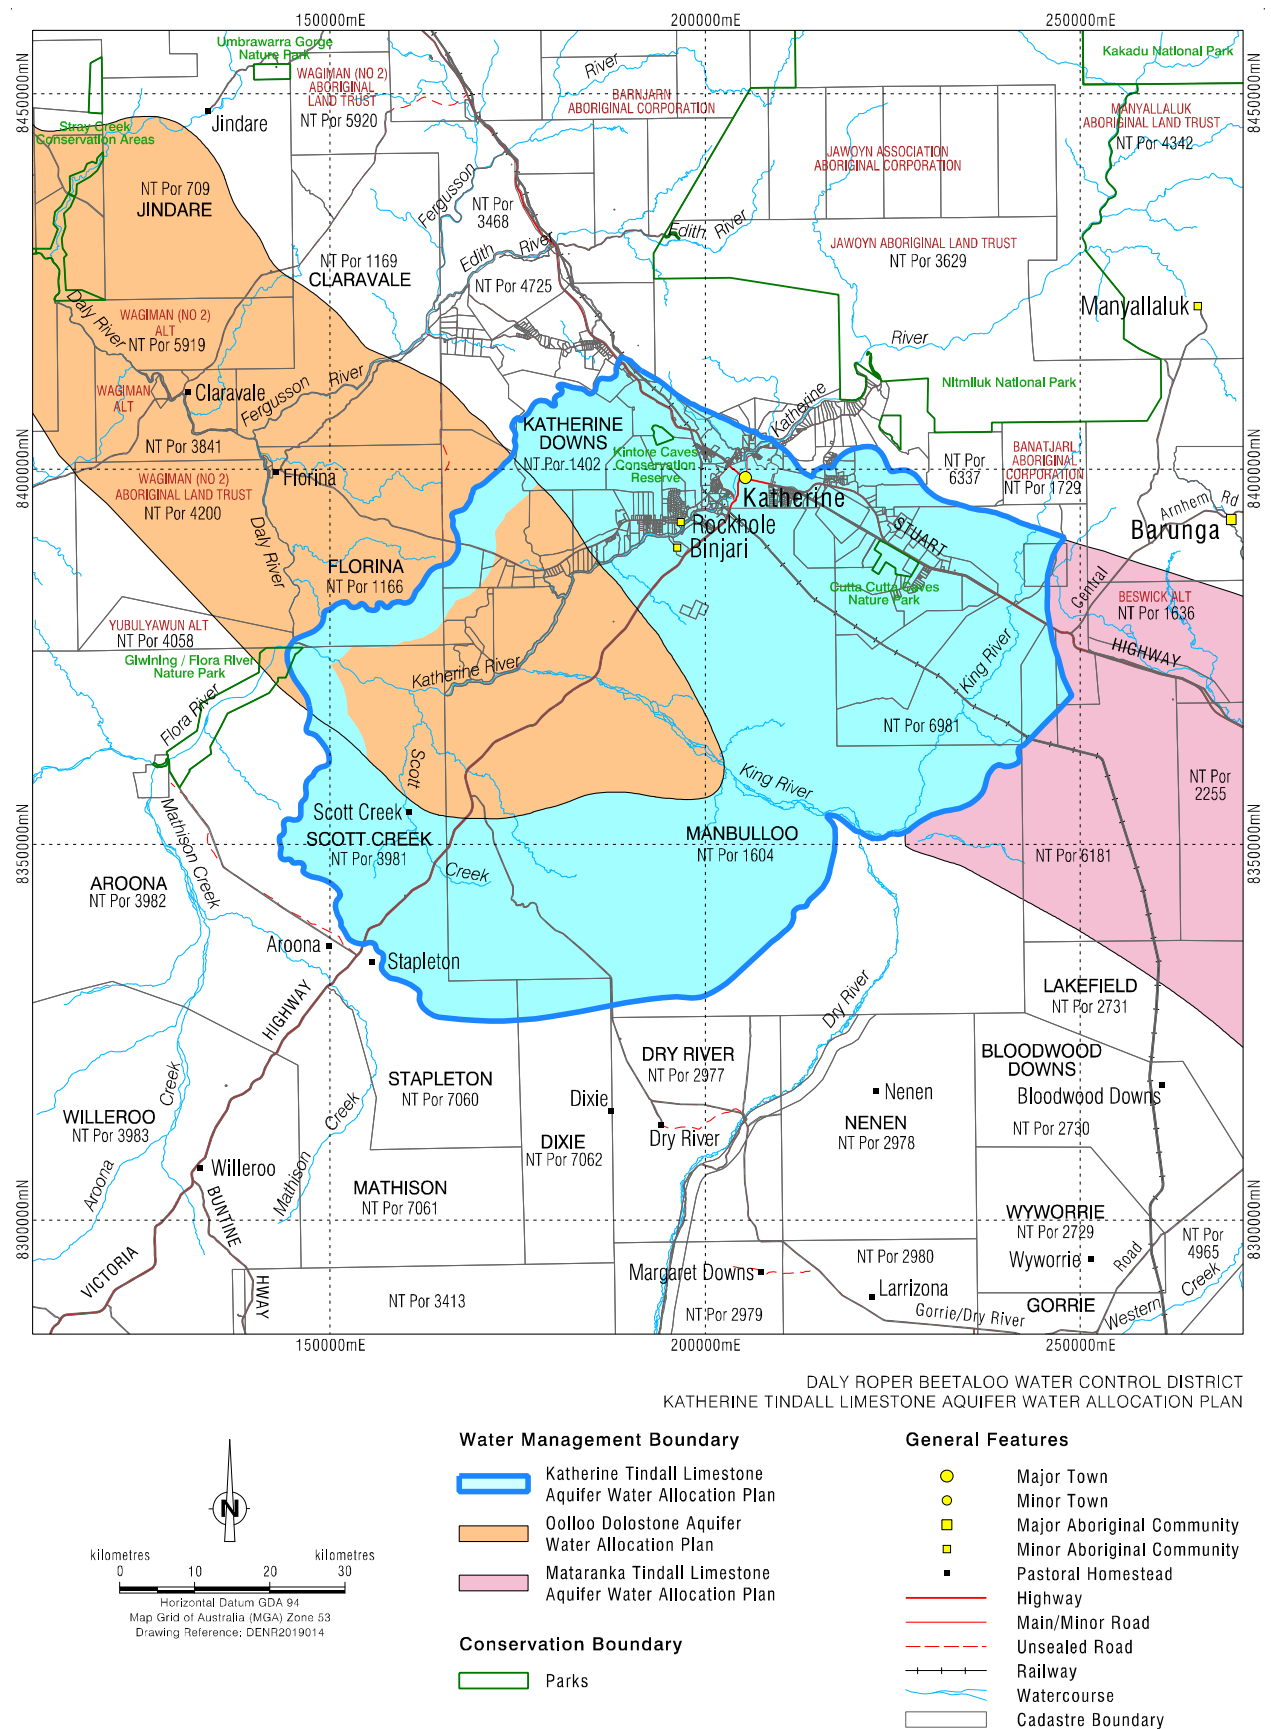 150000mE
200000mE
250000mE
8450000mN
8400000mN
8350000mN
8300000mN
8450000mN
8400000mN
8350000mN
8300000mN
Umbrawarra Gorge
Nature Park
WAGIMAN (NO 2)
ABORIGINAL
LAND TRUST
NT Por 5920
River
BARNJARN
ABORIGINAL CORPORATION
Kakadu National Park
MANYALLALUK
ABORIGINAL LAND TRUST
NT Por 4342
Jindare
Stray Creek
Conservation Areas
NT Por 709
JINDARE
JAWOYN ASSOCIATION
ABORIGINAL CORPORATION
Fergusson
NT Por
3468
Edith
River
Edith
River
JAWOYN ABORIGINAL LAND TRUST
NT Por 3629
NT Por 1169
CLARAVALE
NT Por 4725
Daly River
WAGIMAN (NO 2)
ALT
NT Por 5919
Manyallaluk
River
WAGIMAN
ALT
Claravale
Fergusson
River
Nitmiluk National Park
Katherine
NT Por 3841
KATHERINE
DOWNS
NT Por 1402
Kintore Caves
Conservation
Reserve
NT Por
6337
BANATJARL
ABORIGINAL
CORPORATION
NT Por 1729
WAGIMAN (NO 2)
ABORIGINAL LAND TRUST
NT Por 4200
Florina
Katherine
Arnhem
Rd
Barunga
Rockhole
Binjari
STUART
Daly River
FLORINA
NT Por 1166
Cutta Cutta Caves
Nature Park
Central
BESWICK ALT
NT Por 1636
YUBULYAWUN ALT
NT Por 4058
Giwining / Flora River
Nature Park
Katherine River
King River
HIGHWAY
Flora River
NT Por 6981
Scott
King River
NT Por
2255
Mathison Creek
Scott Creek
SCOTT CREEK
NT Por 3981
MANBULLOO
NT Por 1604
NT Por 6181
Creek
AROONA
NT Por 3982
Aroona
Stapleton
Dry River
LAKEFIELD
NT Por 2731
HIGHWAY
STAPLETON
NT Por 7060
DRY RIVER
NT Por 2977
BLOODWOOD
DOWNS
Bloodwood Downs
NT Por 2730
Creek
Creek
Dixie
Nenen
WILLEROO
NT Por 3983
Dry River
NENEN
NT Por 2978
DIXIE
NT Por 7062
Aroona
Willeroo
Mathison
MATHISON
NT Por 7061
BUNTINE
WYWORRIE
NT Por 2729
NT Por
4965
VICTORIA
HWAY
Margaret Downs
NT Por 2980
Wyworrie
Road
Creek
NT Por 3413
NT Por 2979
Larrizona
Gorrie/Dry River
GORRIE
Western
150000mE
200000mE
250000mE
DALY ROPER BEETALOO WATER CONTROL DISTRICT
KATHERINE TINDALL LIMESTONE AQUIFER WATER ALLOCATION PLAN
N
kilometres
kilometres
0 10 20 30
Horizontal Datum GDA 94
Map Grid of Australia (MGA) Zone 53
Drawing Reference: DENR2019014
Water Management Boundary
Katherine Tindall Limestone
Aquifer Water Allocation Plan
Oolloo Dolostone Aquifer
Water Allocation Plan
Mataranka Tindall Limestone
Aquifer Water Allocation Plan
Conservation Boundary
Parks
General Features
Major Town
Minor Town
Major Aboriginal Community
Minor Aboriginal Community
Pastoral Homestead
Highway
Main/Minor Road
Unsealed Road
Railway
Watercourse
Cadastre Boundary